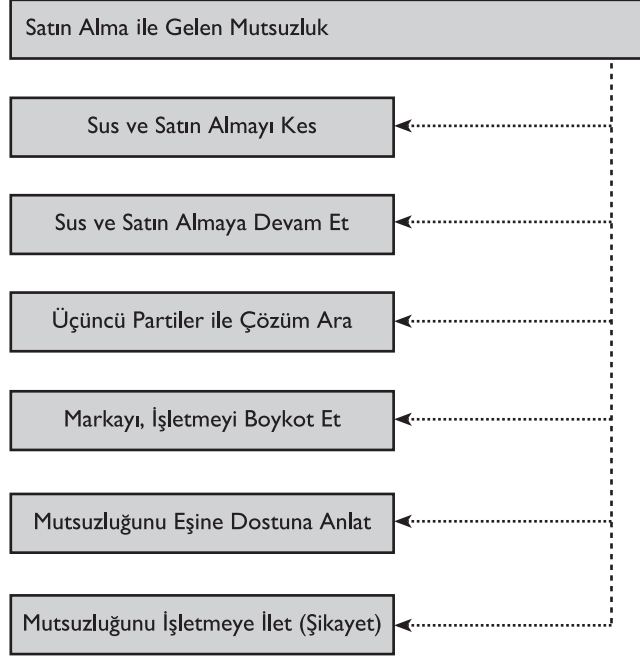 Satın Alma ile Gelen Mutsuzluk
Sus ve Satın Almayı Kes
Sus ve Satın Almaya Devam Et
Üçüncü Partiler ile Çözüm Ara
Markayı, İşletmeyi Boykot Et
Mutsuzluğunu Eşine Dostuna Anlat
Mutsuzluğunu İşletmeye İlet (Şikayet)